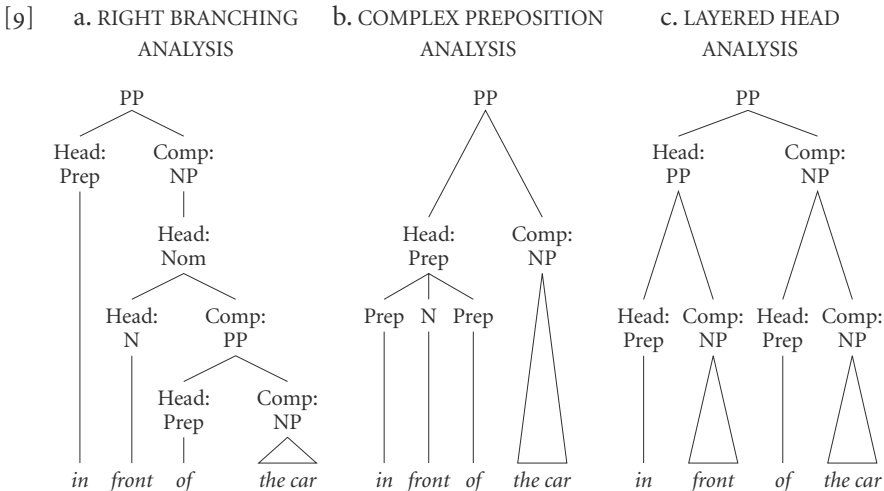 [9] a. RIGHT BRANCHING ANALYSIS
b. COMPLEX PREPOSITION ANALYSIS
c. LAYERED HEAD ANALYSIS
PP
Head: Prep
Comp: NP
Head: Nom
Head: N
Comp: PP
Head: Prep
Comp: NP
in front of the car
PP
Head: Prep
Comp: NP
Prep N Prep
in front of the car
PP
Head: PP
Comp: NP
Head: Prep
Comp: NP
Head: Prep
Comp: NP
in front of the car